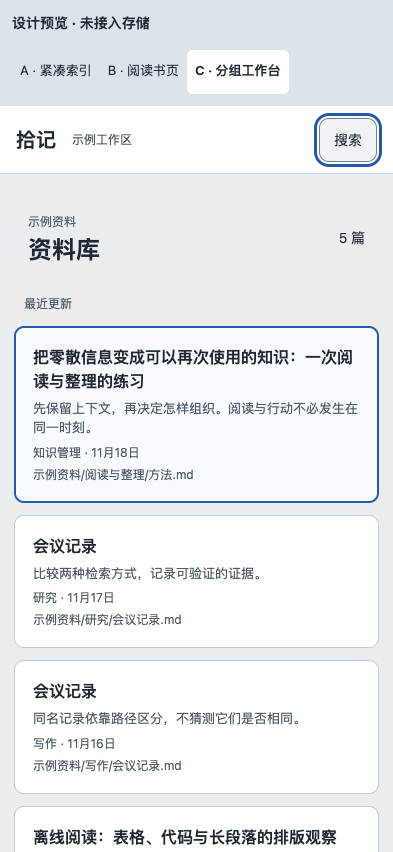 设计预览 · 未接入存储
A · 紧凑索引
B · 阅读书页
C · 分组工作台
拾记
示例工作区
搜索
示例资料
资料库
5 篇
最近更新
把零散信息变成可以再次使用的知识：一次阅
读与整理的练习
先保留上下文，再决定怎样组织。阅读与行动不必发生在
同一时刻。
知识管理 · 11月18日
示例资料/阅读与整理/方法.md
会议记录
比较两种检索方式，记录可验证的证据。
研究 · 11月17日
示例资料/研究/会议记录.md
会议记录
同名记录依靠路径区分，不猜测它们是否相同。
写作 · 11月16日
示例资料/写作/会议记录.md
离线阅读：表格、代码与长段落的排版观察